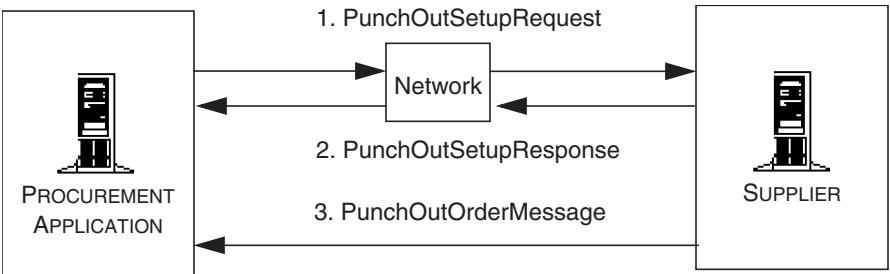 1. PunchOutSetupRequest
Network
2. PunchOutSetupResponse
PROCUREMENT
APPLICATION
SUPPLIER
3. PunchOutOrderMessage